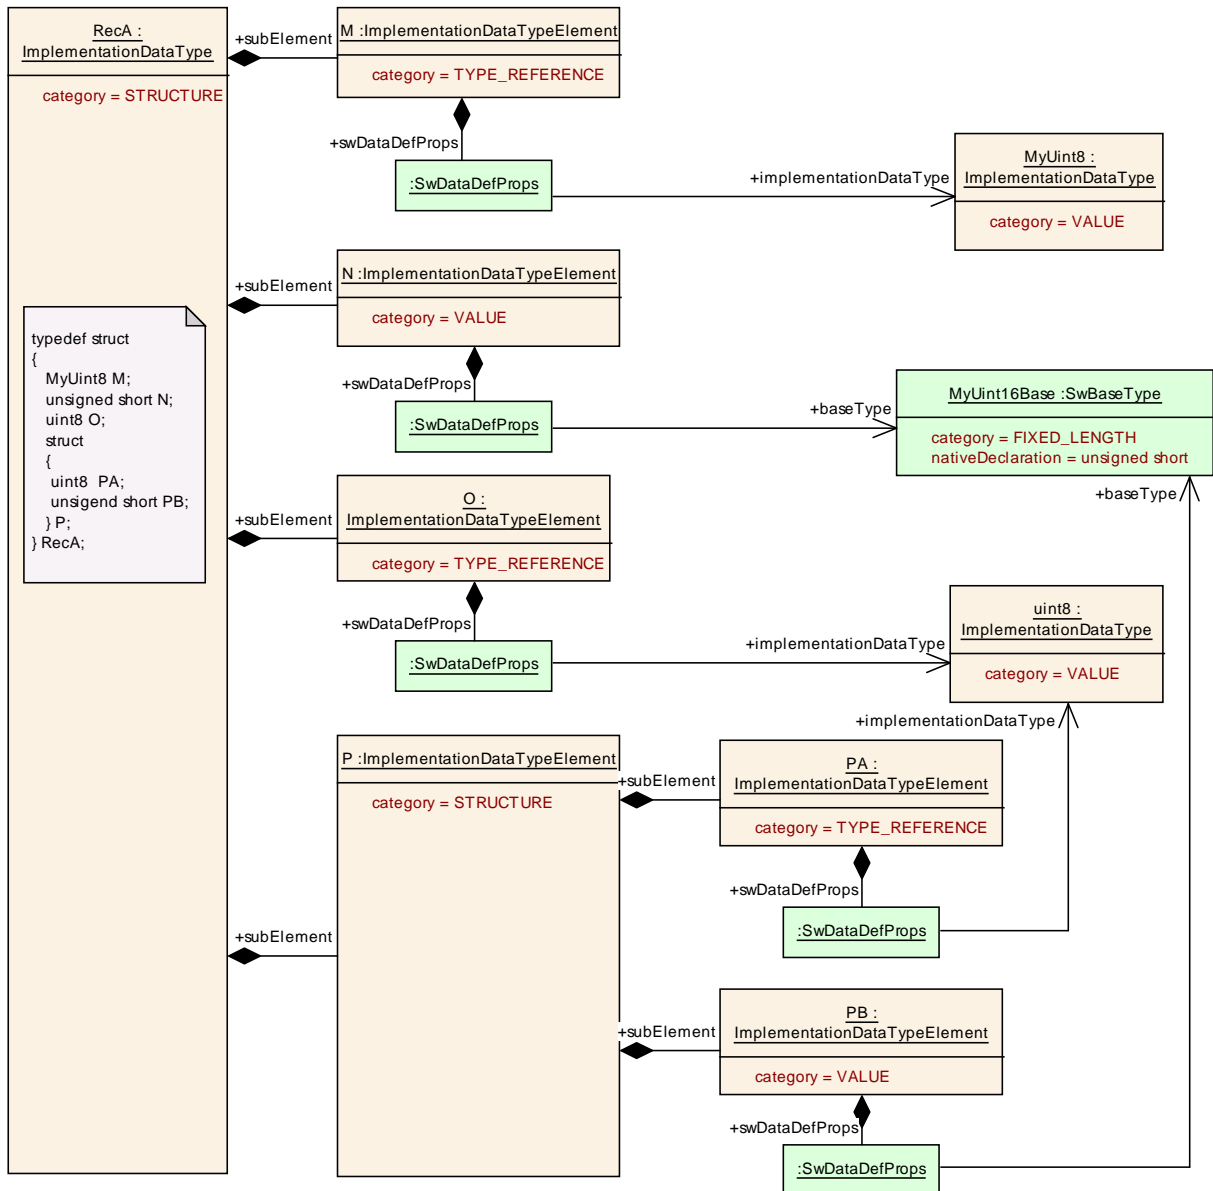 RecA :
ImplementationDataType
category = STRUCTURE
typedef struct
{
MyUint8 M;
unsigned short N;
uint8 O;
struct
{
uint8 PA;
unsigend short PB;
} P;
} RecA;
+subElement
M :ImplementationDataTypeElement
category = TYPE_REFERENCE
+swDataDefProps
:SwDataDefProps
+implementationDataType
MyUint8 :
ImplementationDataType
category = VALUE
+subElement
N :ImplementationDataTypeElement
category = VALUE
+swDataDefProps
:SwDataDefProps
+baseType
MyUint16Base :SwBaseType
category = FIXED_LENGTH
nativeDeclaration = unsigned short
+baseType
+subElement
O :
ImplementationDataTypeElement
category = TYPE_REFERENCE
+swDataDefProps
:SwDataDefProps
+implementationDataType
uint8 :
ImplementationDataType
category = VALUE
+implementationDataType
+subElement
P :ImplementationDataTypeElement
category = STRUCTURE
+subElement
PA :
ImplementationDataTypeElement
category = TYPE_REFERENCE
+swDataDefProps
:SwDataDefProps
+subElement
PB :
ImplementationDataTypeElement
category = VALUE
+swDataDefProps
:SwDataDefProps